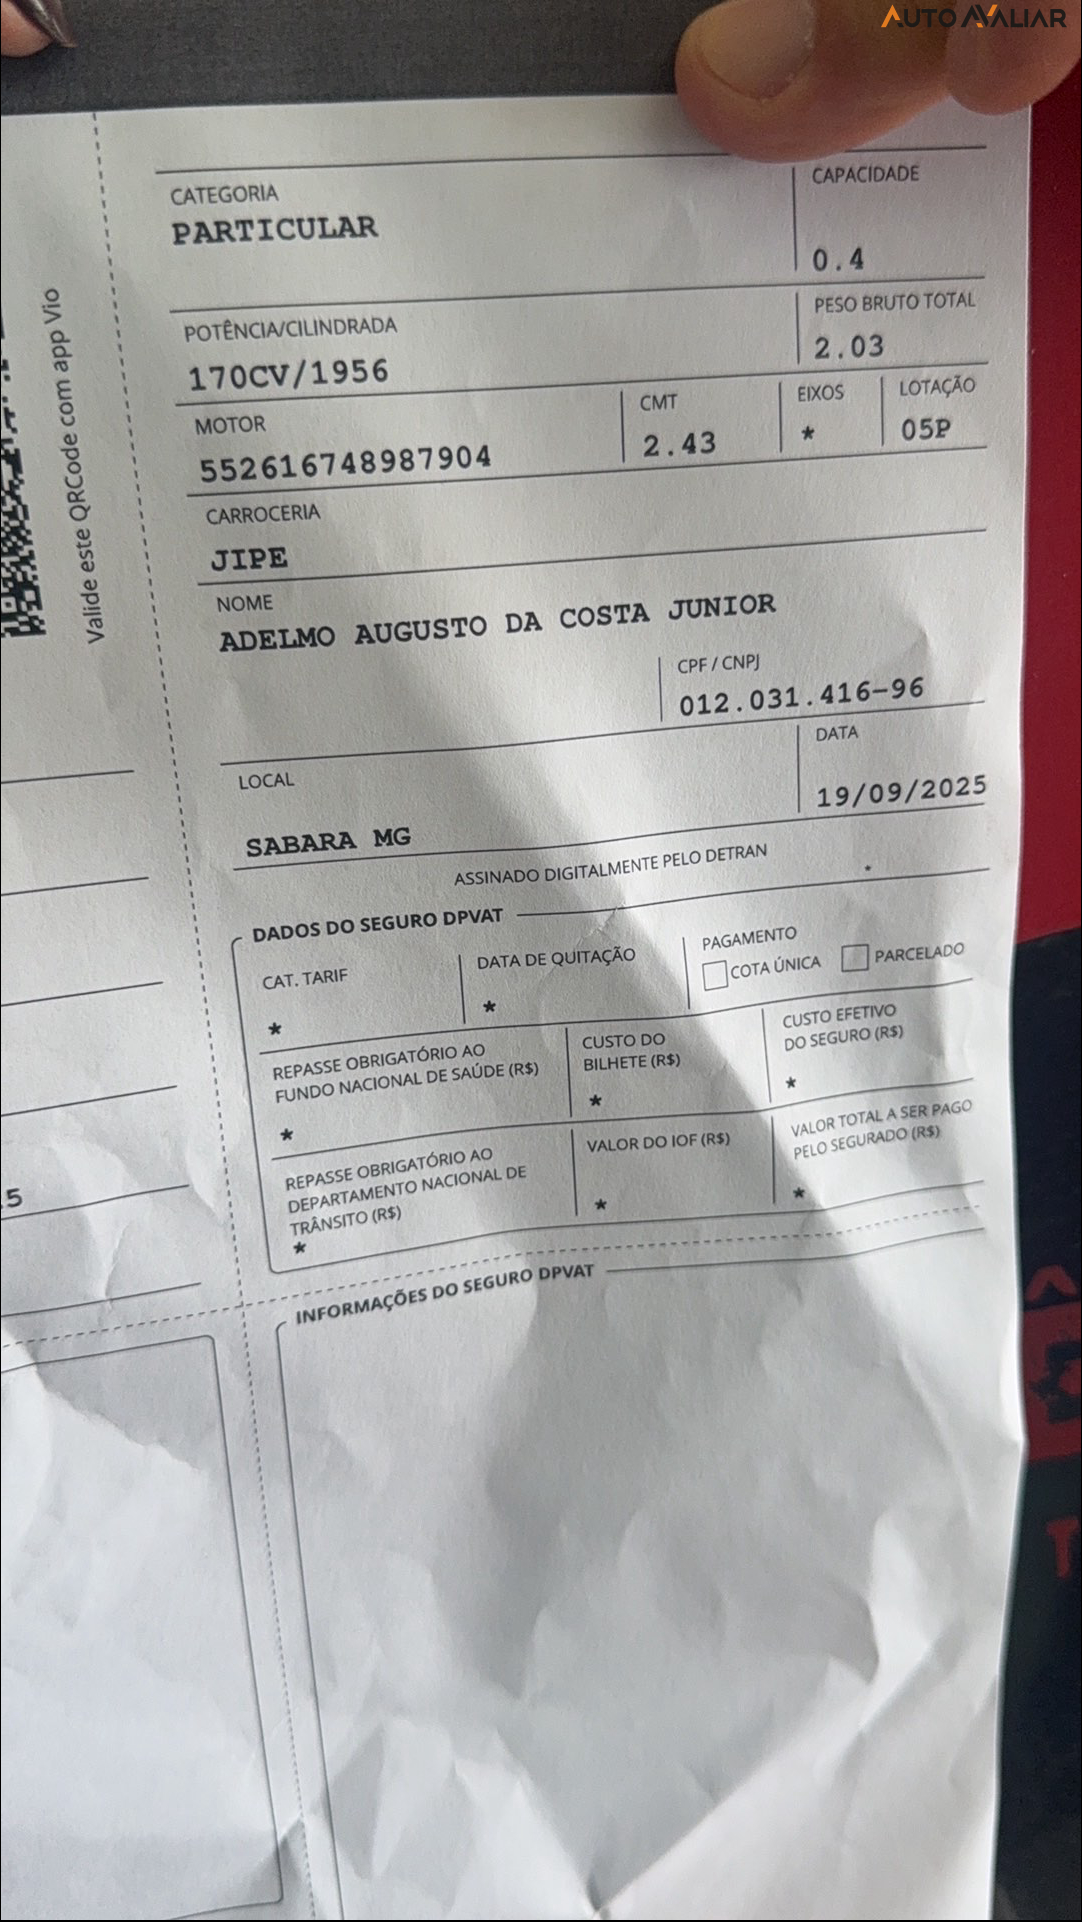 AUTO AVALIAR
Valide este QRCode com app Vio
CATEGORIA
PARTICULAR
CAPACIDADE
0.4
POTÊNCIA/CILINDRADA
170CV/1956
PESO BRUTO TOTAL
2.03
MOTOR
552616748987904
CMT
2.43
EIXOS
*
LOTAÇÃO
05P
CARROCERIA
JIPE
NOME
ADELMO AUGUSTO DA COSTA JUNIOR
CPF / CNPJ
012.031.416-96
LOCAL
SABARA MG
DATA
19/09/2025
ASSINADO DIGITALMENTE PELO DETRAN
DADOS DO SEGURO DPVAT
CAT. TARIF
*
DATA DE QUITAÇÃO
*
PAGAMENTO
COTA ÚNICA
PARCELADO
REPASSE OBRIGATÓRIO AO
FUNDO NACIONAL DE SAÚDE (R$)
*
CUSTO DO
BILHETE (R$)
*
CUSTO EFETIVO
DO SEGURO (R$)
*
REPASSE OBRIGATÓRIO AO
DEPARTAMENTO NACIONAL DE
TRÂNSITO (R$)
*
VALOR DO IOF (R$)
*
VALOR TOTAL A SER PAGO
PELO SEGURADO (R$)
*
INFORMAÇÕES DO SEGURO DPVAT